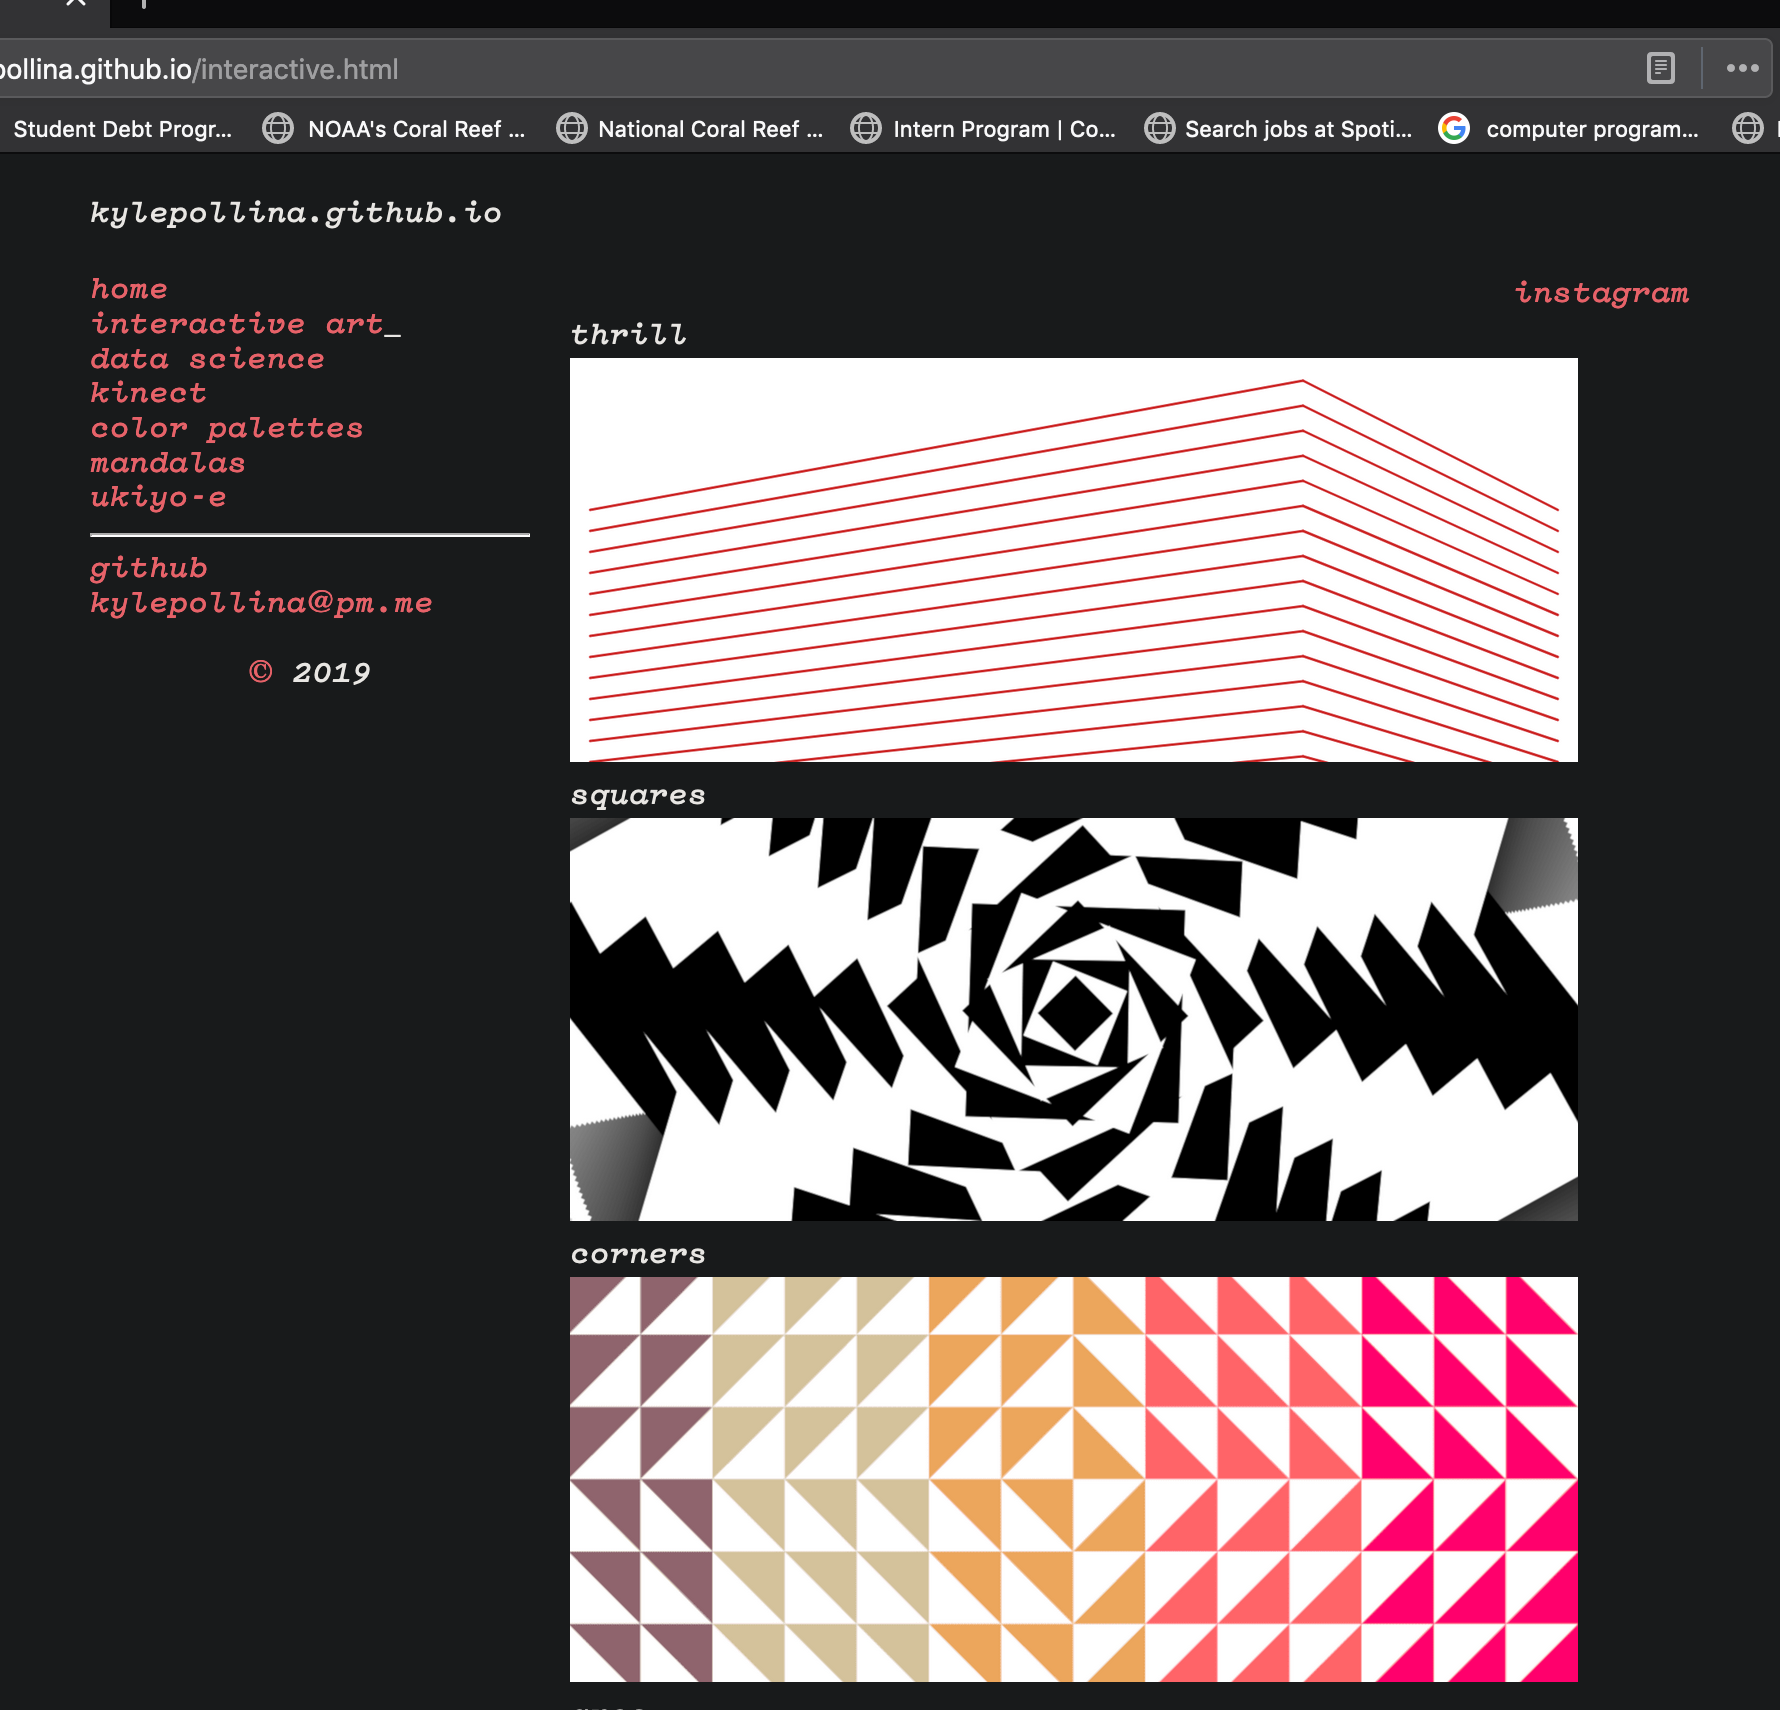 pollina.github.io/interactive.html
Student Debt Progr... NOAA's Coral Reef ... National Coral Reef ... Intern Program | Co... Search jobs at Spoti... computer program...
kylepollina.github.io
home
interactive art_
data science
kinect
color palettes
mandalas
ukiyo-e
github
kylepollina@pm.me
© 2019
instagram
thrill
squares
corners